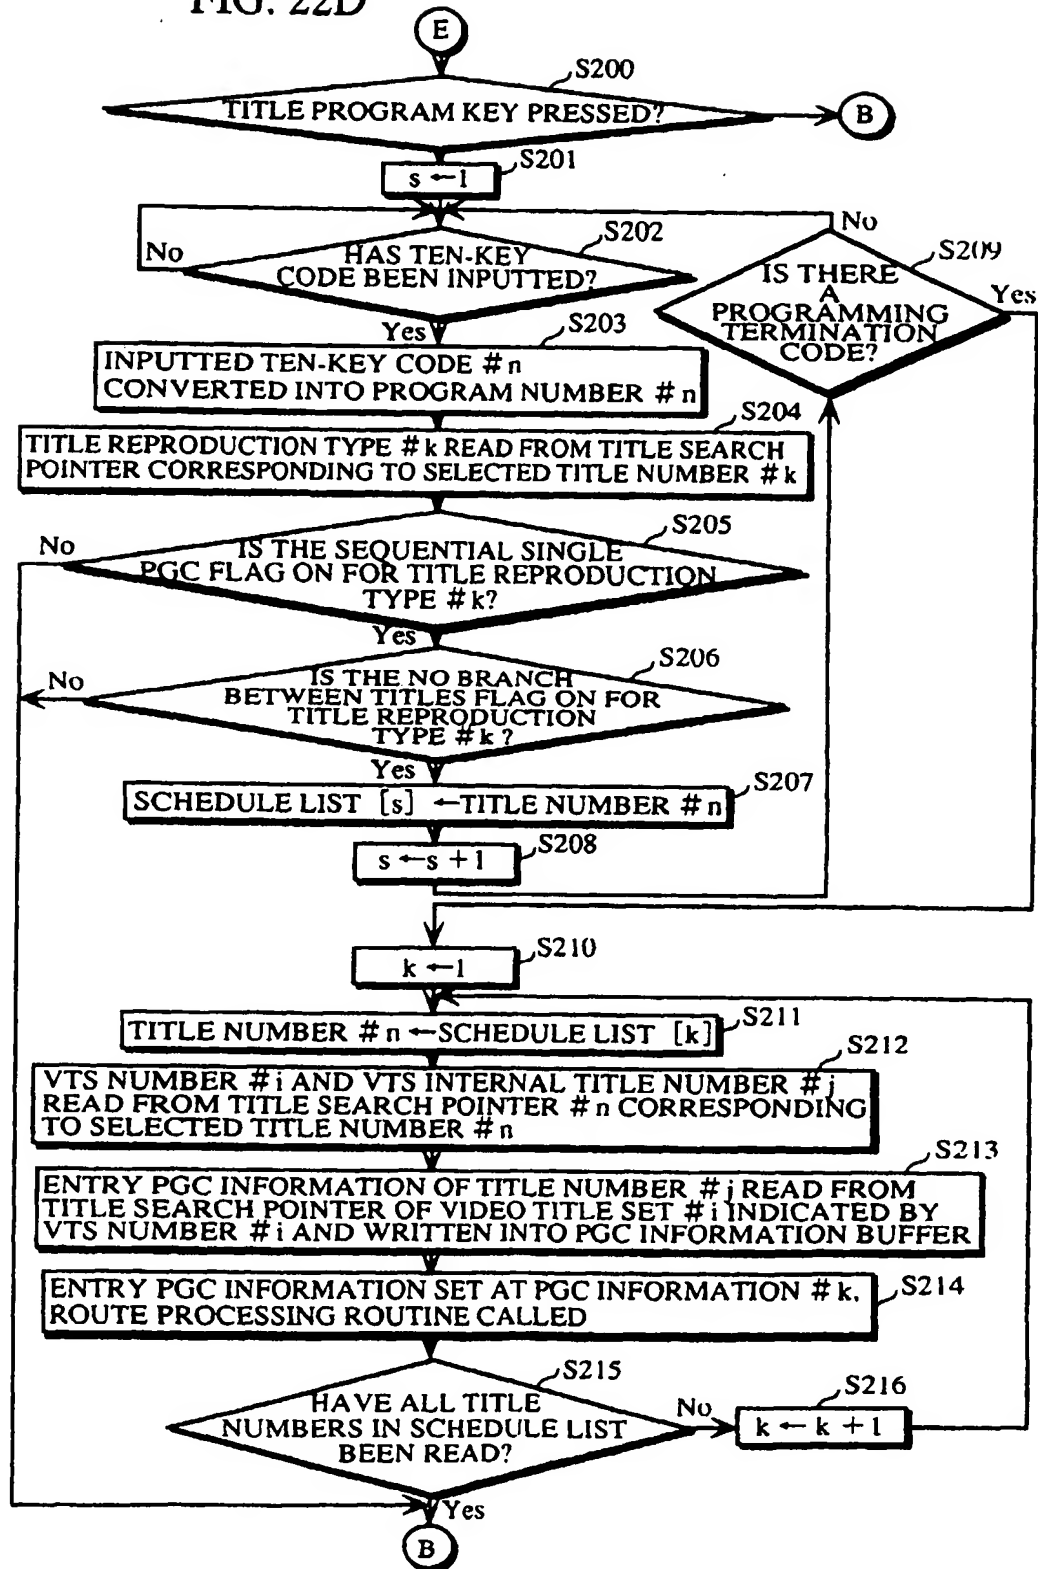 FIG. 22D
E
S200
TITLE PROGRAM KEY PRESSED?
B
S201
s ← 1
No
S202
HAS TEN-KEY
CODE BEEN INPUTTED?
No
S209
IS THERE
A
PROGRAMMING
TERMINATION
CODE?
Yes
Yes
S203
INPUTTED TEN-KEY CODE #n
CONVERTED INTO PROGRAM NUMBER #n
S204
TITLE REPRODUCTION TYPE #k READ FROM TITLE SEARCH
POINTER CORRESPONDING TO SELECTED TITLE NUMBER #k
S205
No
IS THE SEQUENTIAL SINGLE
PGC FLAG ON FOR TITLE REPRODUCTION
TYPE #k?
Yes
S206
No
IS THE NO BRANCH
BETWEEN TITLES FLAG ON FOR
TITLE REPRODUCTION
TYPE #k?
Yes
S207
SCHEDULE LIST [s] ←TITLE NUMBER #n
S208
s ←s + 1
S210
k ←1
S211
TITLE NUMBER #n ←SCHEDULE LIST [k]
S212
VTS NUMBER #i AND VTS INTERNAL TITLE NUMBER #j
READ FROM TITLE SEARCH POINTER #n CORRESPONDING
TO SELECTED TITLE NUMBER #n
S213
ENTRY PGC INFORMATION OF TITLE NUMBER #j READ FROM
TITLE SEARCH POINTER OF VIDEO TITLE SET #i INDICATED BY
VTS NUMBER #i AND WRITTEN INTO PGC INFORMATION BUFFER
S214
ENTRY PGC INFORMATION SET AT PGC INFORMATION #k,
ROUTE PROCESSING ROUTINE CALLED
S215
HAVE ALL TITLE
NUMBERS IN SCHEDULE LIST
BEEN READ?
No
S216
k ← k + 1
Yes
B